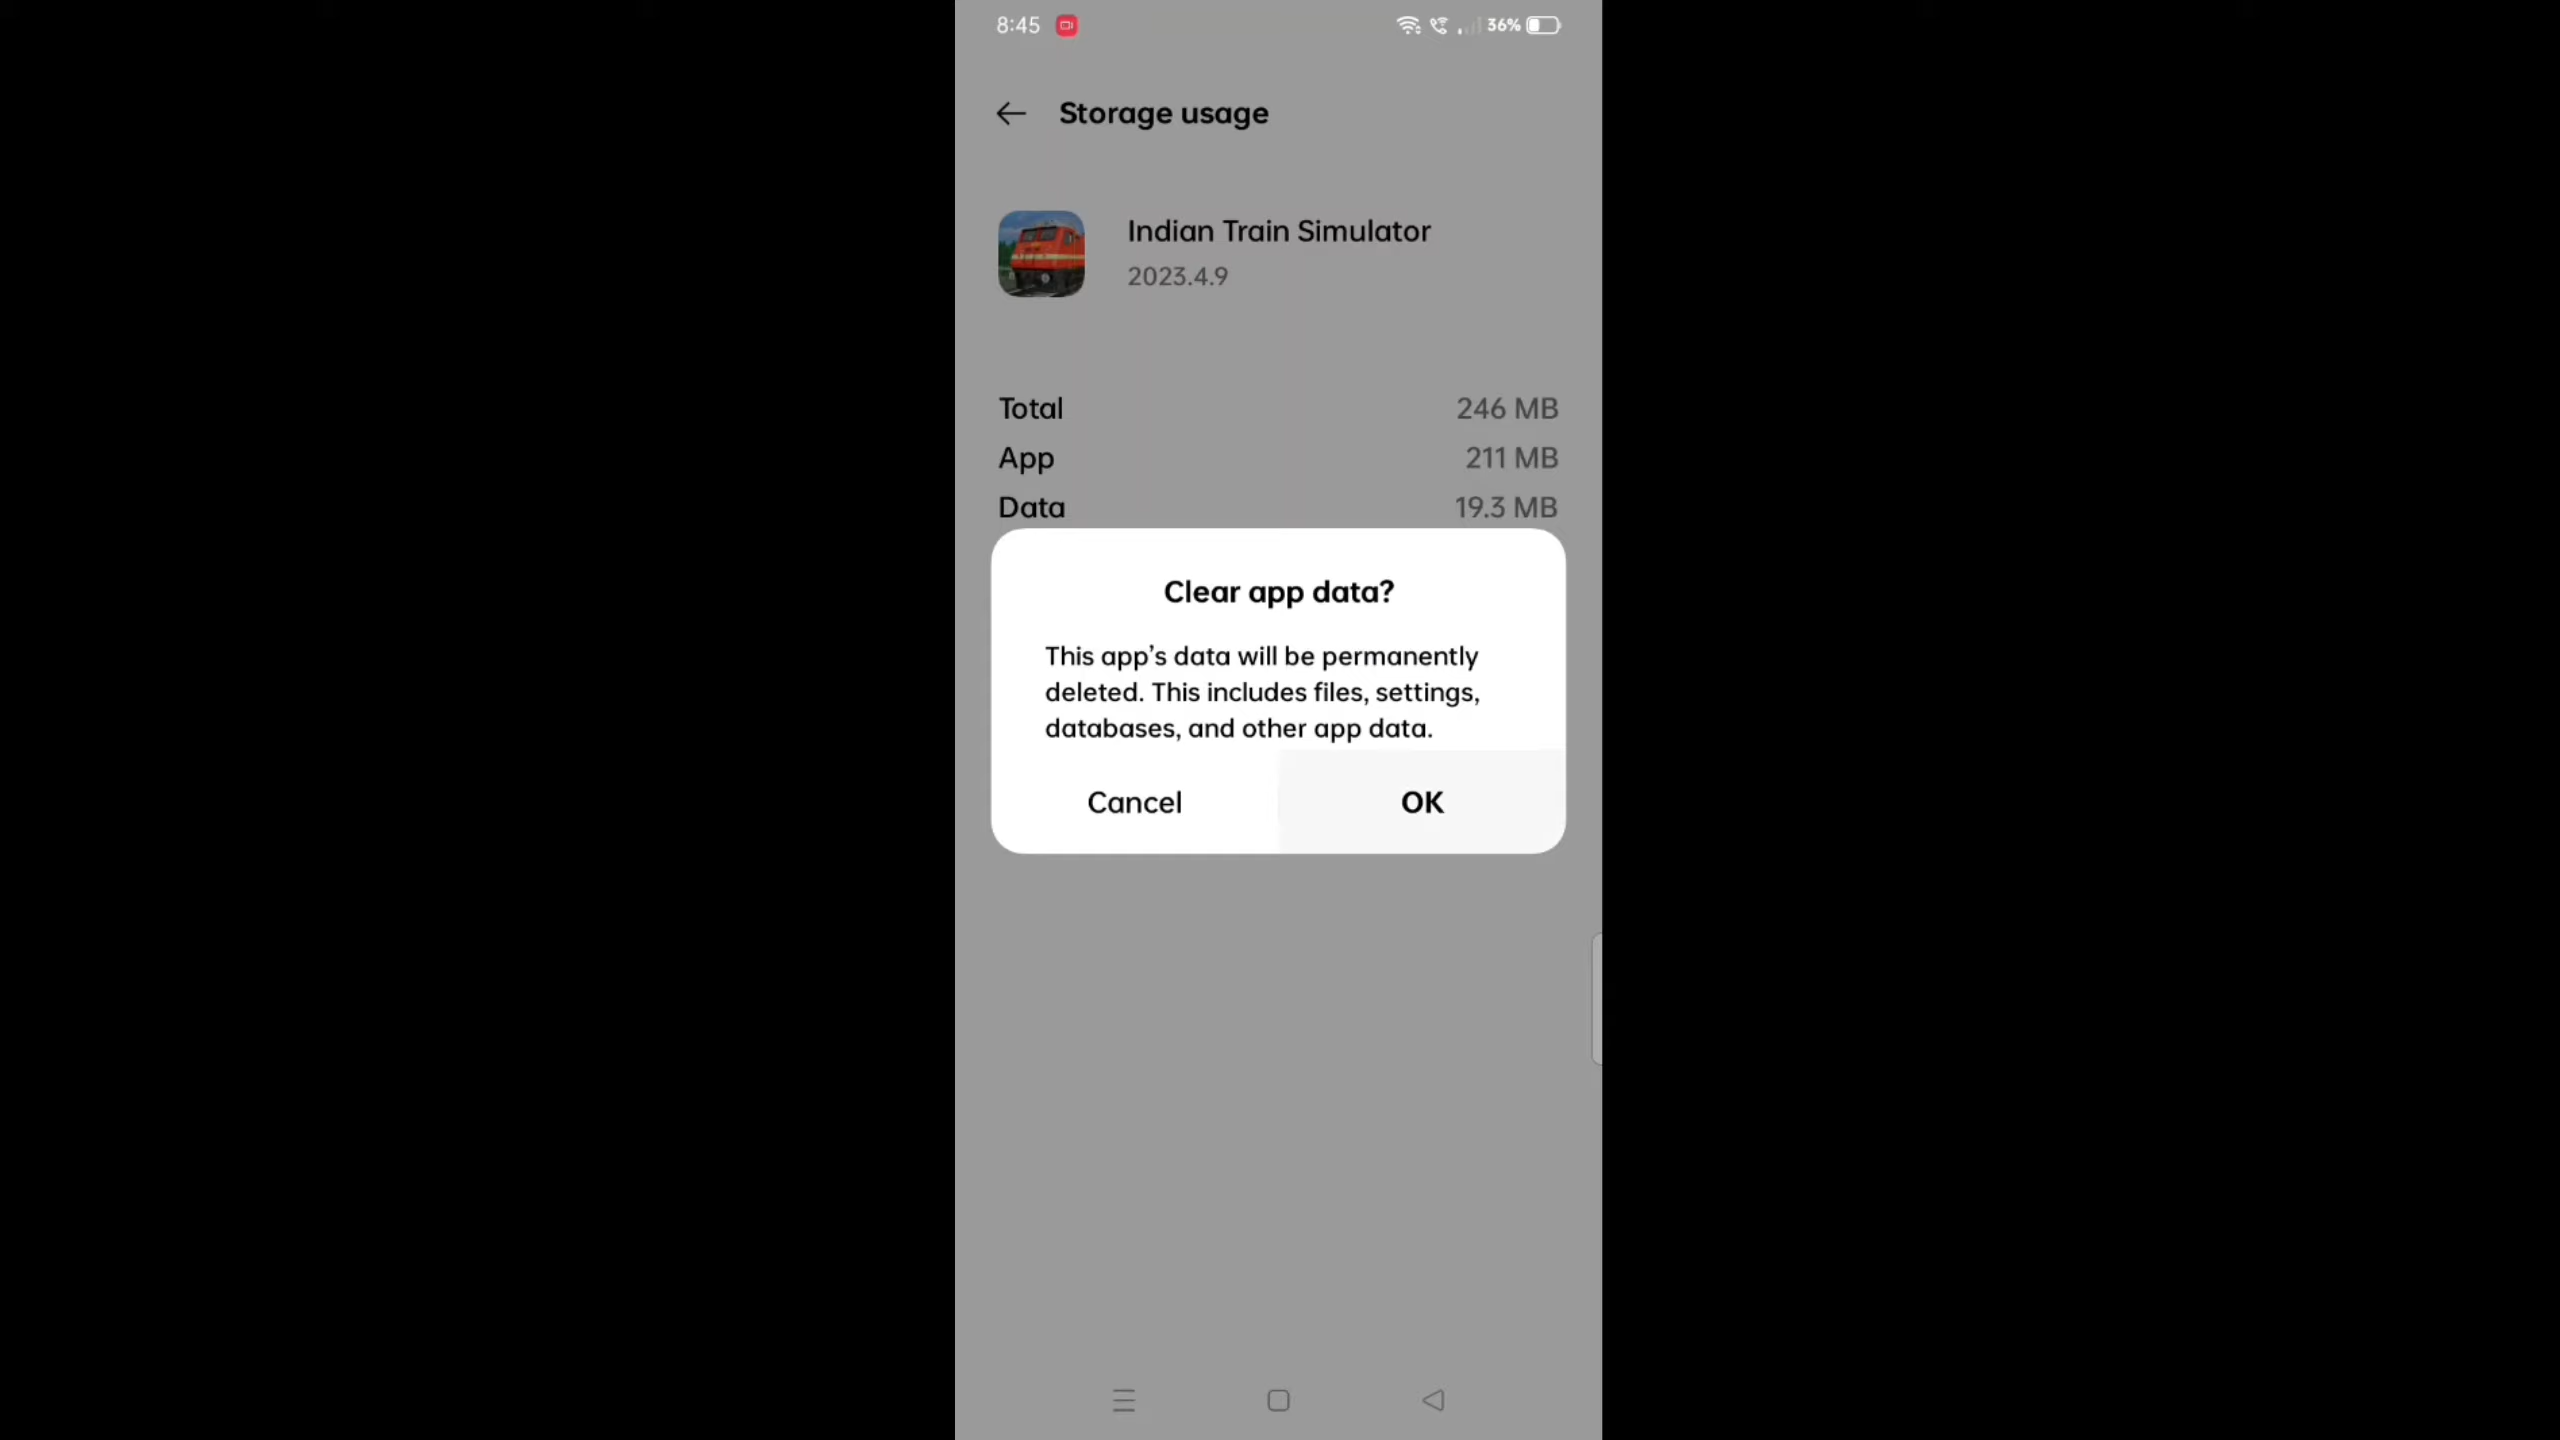 8:45
36%
Storage usage
Indian Train Simulator
2023.4.9
Total 246 MB
App 211 MB
Data 19.3 MB
Clear app data?
This app’s data will be permanently
deleted. This includes files, settings,
databases, and other app data.
Cancel OK